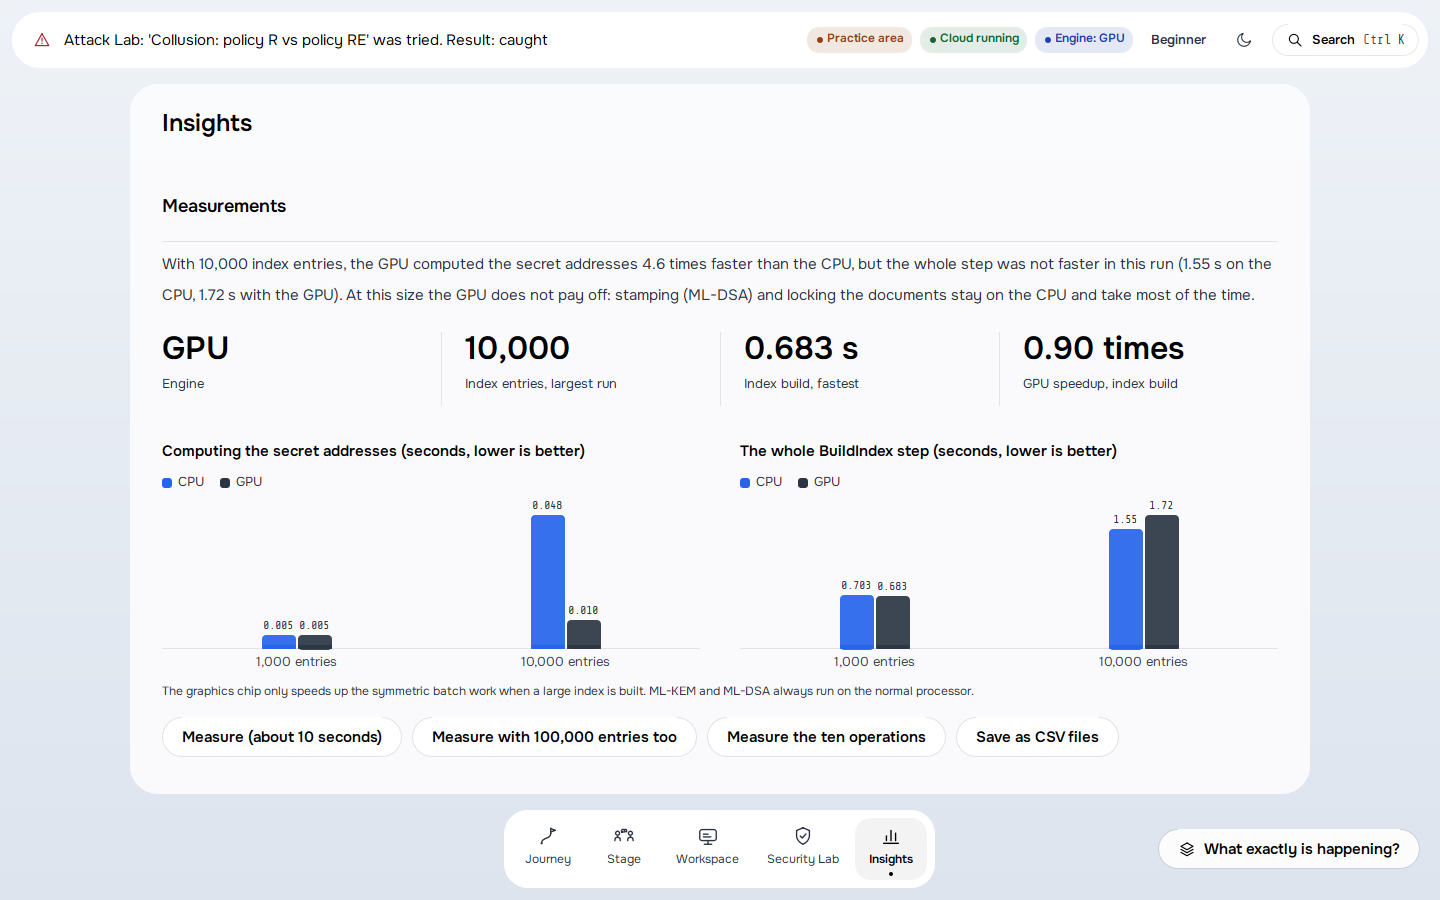 Attack Lab: 'Collusion: policy R vs policy RE' was tried. Result: caught
Practice area
Cloud running
Engine: GPU
Beginner
Search Ctrl K
Insights
Measurements
With 10,000 index entries, the GPU computed the secret addresses 4.6 times faster than the CPU, but the whole step was not faster in this run (1.55 s on the
CPU, 1.72 s with the GPU). At this size the GPU does not pay off: stamping (ML-DSA) and locking the documents stay on the CPU and take most of the time.
GPU
Engine
10,000
Index entries, largest run
0.683 s
Index build, fastest
0.90 times
GPU speedup, index build
Computing the secret addresses (seconds, lower is better)
CPU GPU
0.048
0.010
0.005 0.005
1,000 entries 10,000 entries
The whole BuildIndex step (seconds, lower is better)
CPU GPU
1.72
1.55
0.703 0.683
1,000 entries 10,000 entries
The graphics chip only speeds up the symmetric batch work when a large index is built. ML-KEM and ML-DSA always run on the normal processor.
Measure (about 10 seconds)
Measure with 100,000 entries too
Measure the ten operations
Save as CSV files
Journey
Stage
Workspace
Security Lab
Insights
What exactly is happening?